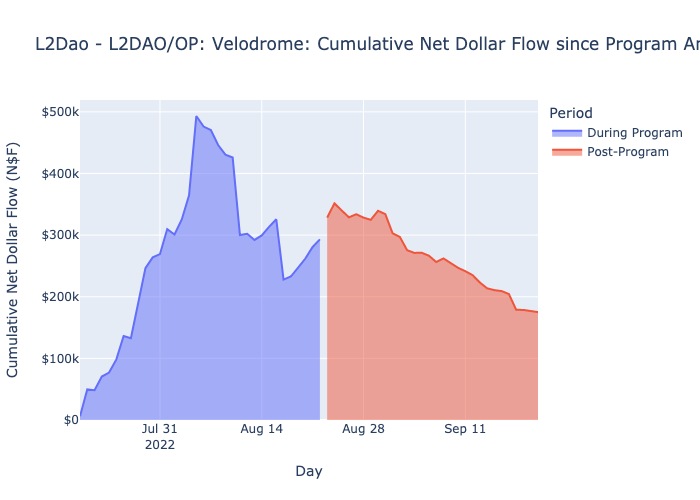 L2Dao - L2DAO/OP: Velodrome: Cumulative Net Dollar Flow since Program
Period
During Program
Post-Program
Cumulative Net Dollar Flow (N$F)
$500k
$400k
$300k
$200k
$100k
$0
Jul 31
2022
Aug 14
Aug 28
Sep 11
Day